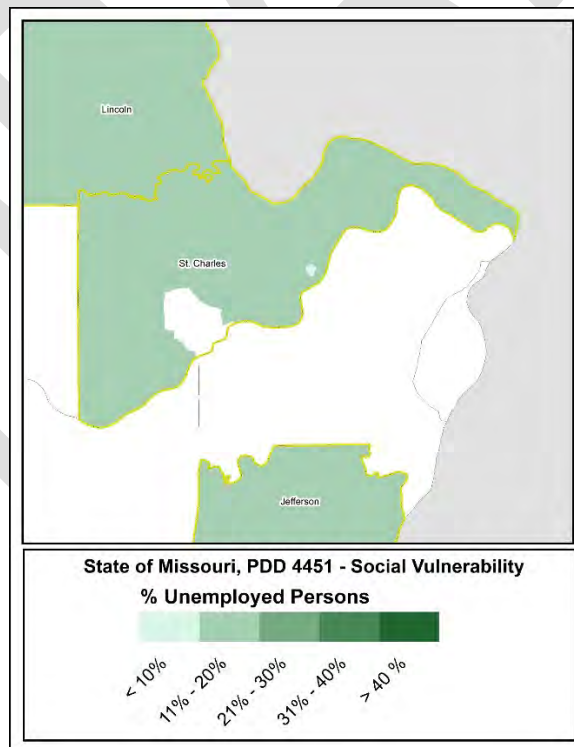 Lincoln
St. Charles
Jefferson
State of Missouri, PDD 4451 - Social Vulnerability
% Unemployed Persons
< 10%
11% - 20%
21% - 30%
31% - 40%
> 40 %